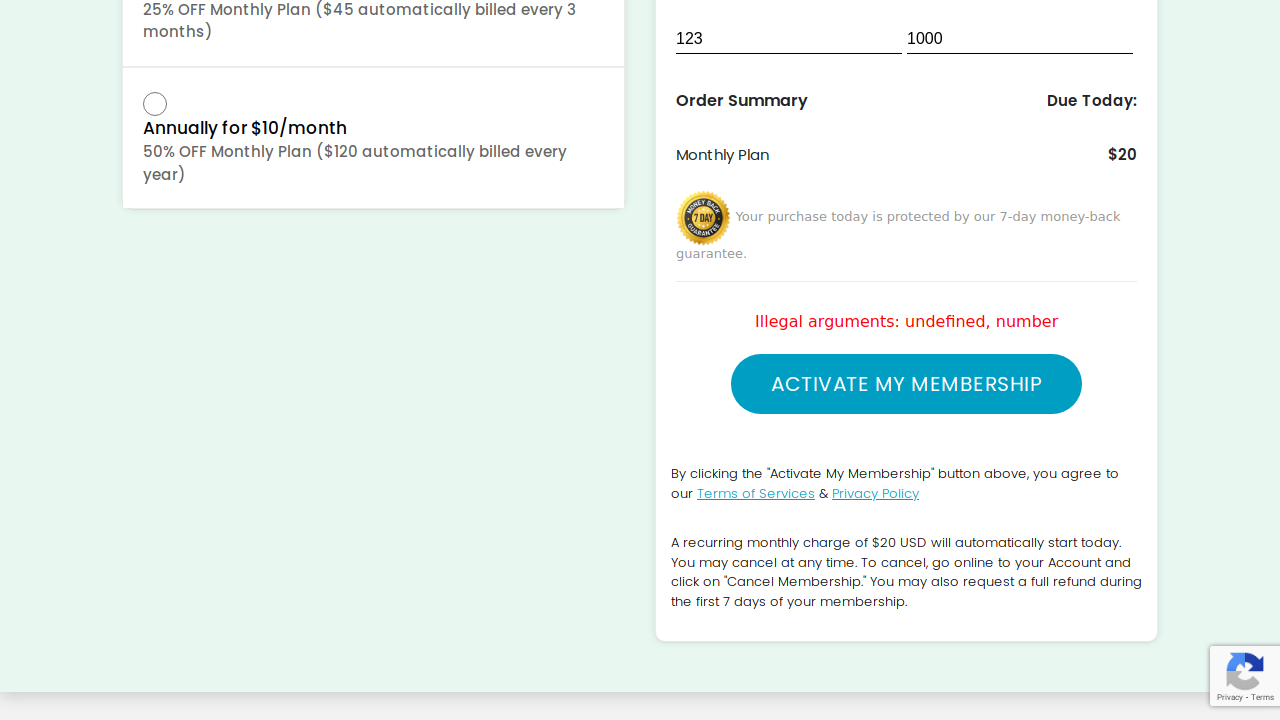 25% OFF Monthly Plan ($45 automatically billed every 3
months)
Annually for $10/month
50% OFF Monthly Plan ($120 automatically billed every
year)
123 1000
Order Summary Due Today:
Monthly Plan $20
MONEY BACK
7 DAY
GUARANTEE
Your purchase today is protected by our 7-day money-back
guarantee.
Illegal arguments: undefined, number
ACTIVATE MY MEMBERSHIP
By clicking the "Activate My Membership" button above, you agree to
our Terms of Services & Privacy Policy
A recurring monthly charge of $20 USD will automatically start today.
You may cancel at any time. To cancel, go online to your Account and
click on "Cancel Membership." You may also request a full refund during
the first 7 days of your membership.
Privacy - Terms